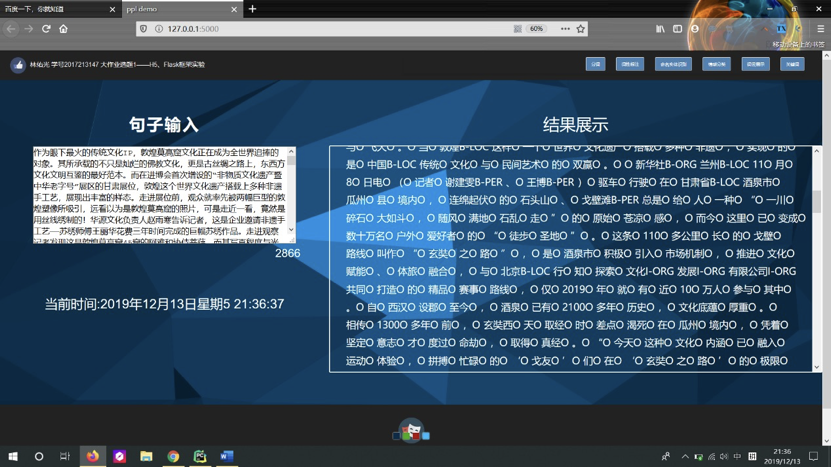 百度一下，你就知道
ppl demo
127.0.0.1:5000
60%
移动设备上的书签
学号2017213147 大作业选题1——H5、Flask框架实验
句子输入
结果展示
作为眼下最火的传统文化IP，敦煌莫高窟文化正在成为全世界追捧的
对象。其所承载的不只是灿烂的佛教文化，更是古丝绸之路上，东西方
文化文明互鉴的最好范本。而在进博会首次增设的“非物质文化遗产暨
中华老字号”展区的甘肃展位，敦煌这个世界文化遗产搭载上多种非遗
手工艺，展现出丰富的样态。走进展位前，观众就率先被两幅巨型的敦
煌塑像所吸引，远看以为是敦煌莫高窟的照片，可是走近一看，竟然是
用丝线绣制的！华源文化负责人赵雨寒告诉记者，这是企业邀请非遗手
工艺—苏绣师傅王丽华花费三年时间完成的巨幅苏绣作品。走进观察
2866
当前时间:2019年12月13日星期5 21:36:37
是O 中国B-LOC 传统O 文化O 与O 民间艺术O 的O 双赢O 。O O 新华社B-ORG 兰州B-LOC 11O 月O
8O 日电O （O 记者O 谢建雯B-PER 、O 王博B-PER ）O 驱车O 行驶O 在O 甘肃省B-LOC 酒泉市O
瓜州O 县O 境内O ，O 连绵起伏O 的O 石头山O 、O 戈壁滩B-PER 总是O 给O 人O 一种O “O 一川O
碎石O 大如斗O ，O 随风O 满地O 石乱O 走O ”O 的O 原始O 苍凉O 感O ，O 而今O 这里O 已O 变成O
数十万名O 户外O 爱好者O 的O “O 徒步O 圣地O ”O 。O 这条O 110O 多公里O 长O 的O 戈壁O
路线O 叫作O “O 玄奘O 之O 路O ”O ，O 是O 酒泉市O 积极O 引入O 市场机制O ，O 推进O 文化O
赋能O 、O 体旅O 融合O ，O 与O 北京B-LOC 行O 知O 探索O 文化I-ORG 发展I-ORG 有限公司I-ORG
共同O 打造O 的O 精品O 赛事O 路线O ，O 仅O 2019O 年O 就O 有O 近O 10O 万人O 参与O 其中O
。O 自O 西汉O 设郡O 至今O ，O 酒泉O 已有O 2100O 多年O 历史O ，O 文化底蕴O 厚重O 。O
相传O 1300O 多年O 前O ，O 玄奘西O 天O 取经O 时O 差点O 渴死O 在O 瓜州O 境内O ，O 凭着O
坚定O 意志O 才O 度过O 命劫O ，O 取得O 真经O 。O “O 今天O 这种O 文化O 内涵O 已O 融入O
运动O 体验O ，O 拼搏O 忙碌O 的O ‘O 戈友O ’O 们O 在O ‘O 玄奘O 之O 路O ’O 的O 极限O
中
21:36
2019/12/13